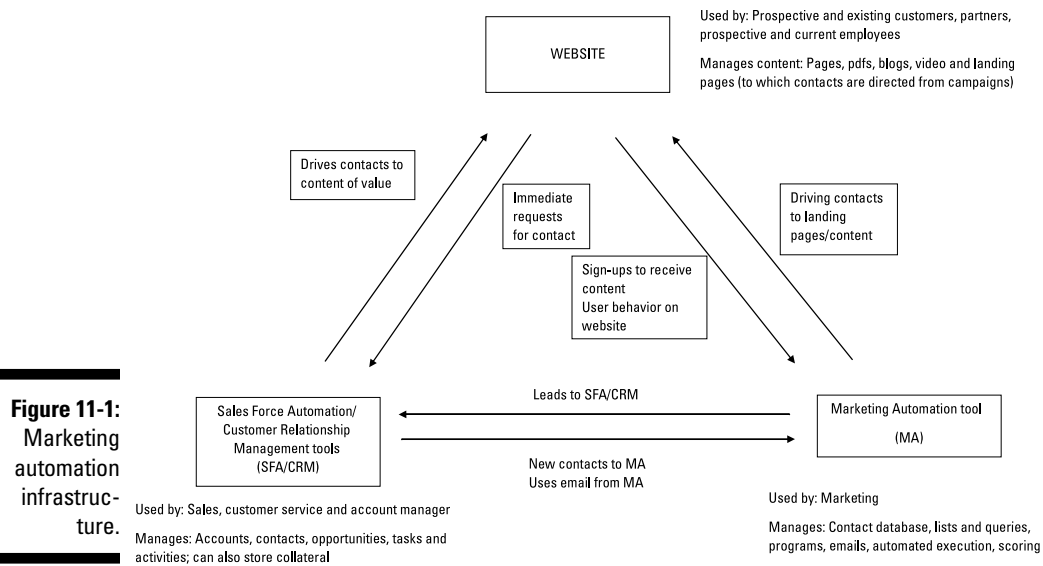 Used by: Prospective and existing customers, partners,
prospective and current employees
Manages content: Pages, pdfs, blogs, video and landing
pages (to which contacts are directed from campaigns)
WEBSITE
Drives contacts to
content of value
Immediate
requests
for contact
Driving contacts
to landing
pages/content
Sign-ups to receive
content
User behavior on
website
Leads to SFA/CRM
New contacts to MA
Uses email from MA
Sales Force Automation/
Customer Relationship
Management tools
(SFA/CRM)
Used by: Sales, customer service and account manager
Manages: Accounts, contacts, opportunities, tasks and
activities; can also store collateral
Marketing Automation tool
(MA)
Used by: Marketing
Manages: Contact database, lists and queries,
programs, emails, automated execution, scoring
Figure 11-1:
Marketing
automation
infrastruc-
ture.